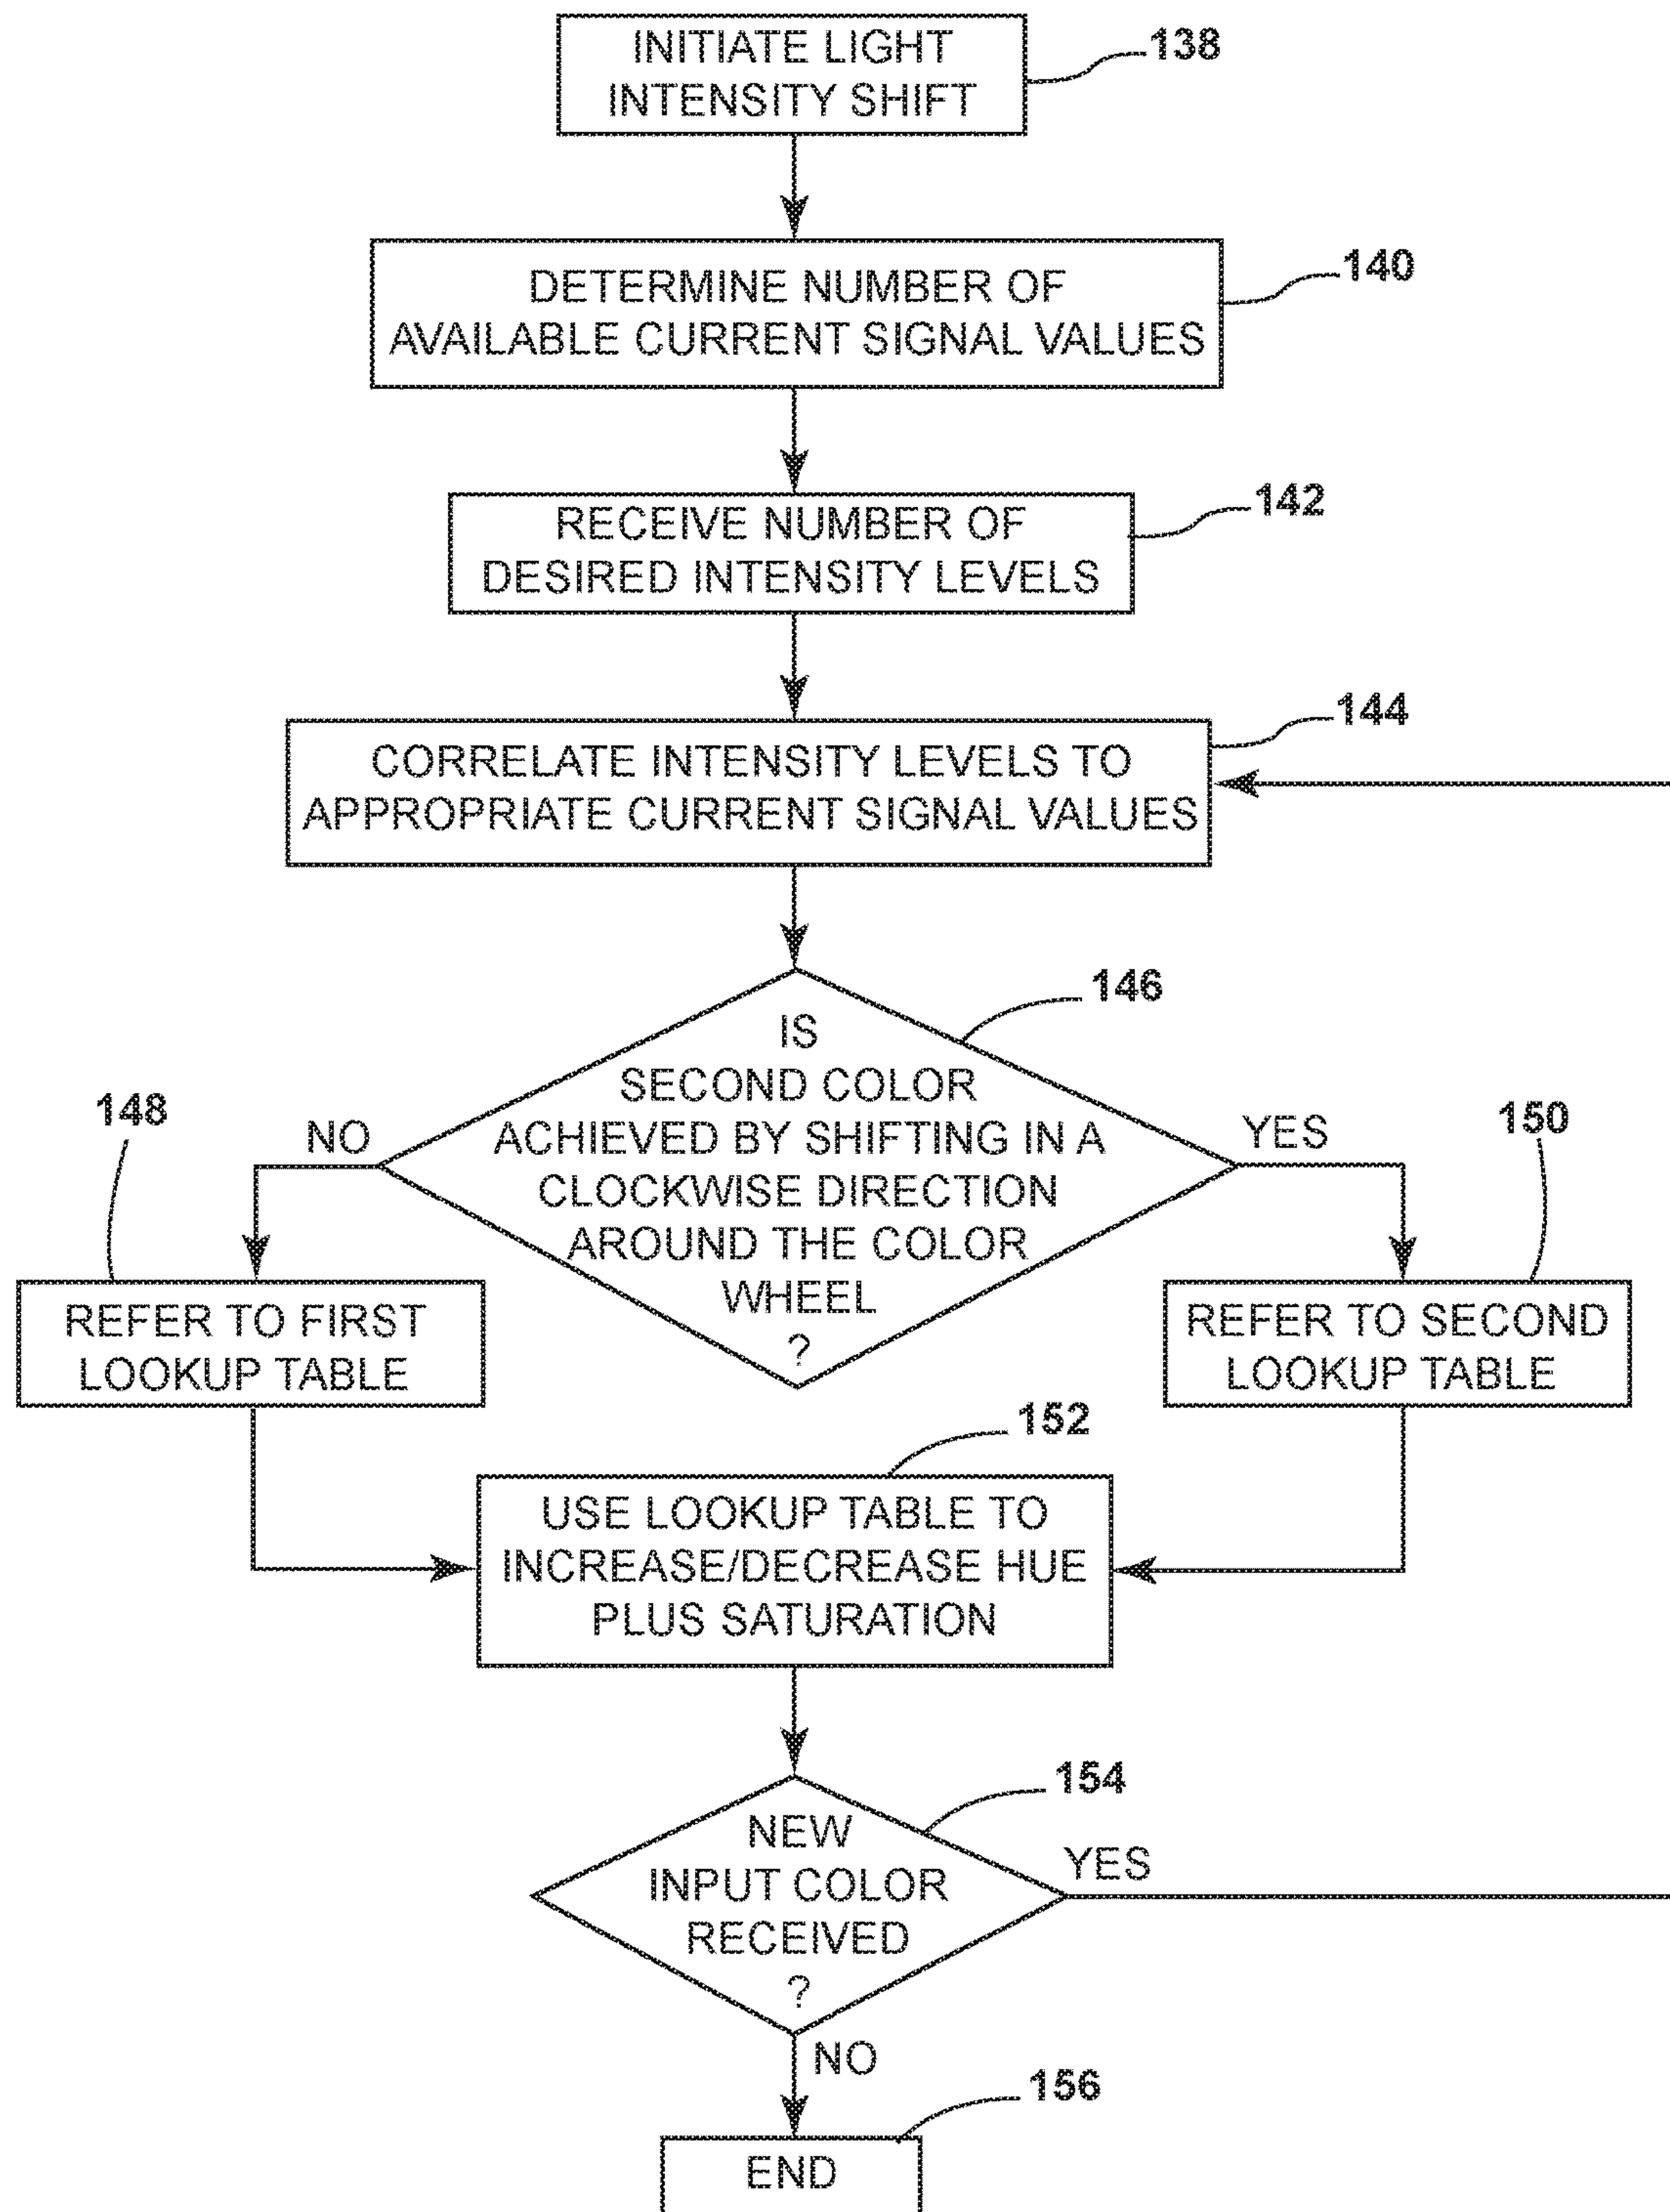 INITIATE LIGHT
INTENSITY SHIFT
138
DETERMINE NUMBER OF
AVAILABLE CURRENT SIGNAL VALUES
140
RECEIVE NUMBER OF
DESIRED INTENSITY LEVELS
142
CORRELATE INTENSITY LEVELS TO
APPROPRIATE CURRENT SIGNAL VALUES
144
IS
SECOND COLOR
ACHIEVED BY SHIFTING IN A
CLOCKWISE DIRECTION
AROUND THE COLOR
WHEEL
?
146
NO
YES
148
REFER TO FIRST
LOOKUP TABLE
150
REFER TO SECOND
LOOKUP TABLE
152
USE LOOKUP TABLE TO
INCREASE/DECREASE HUE
PLUS SATURATION
154
NEW
INPUT COLOR
RECEIVED
?
YES
NO
156
END